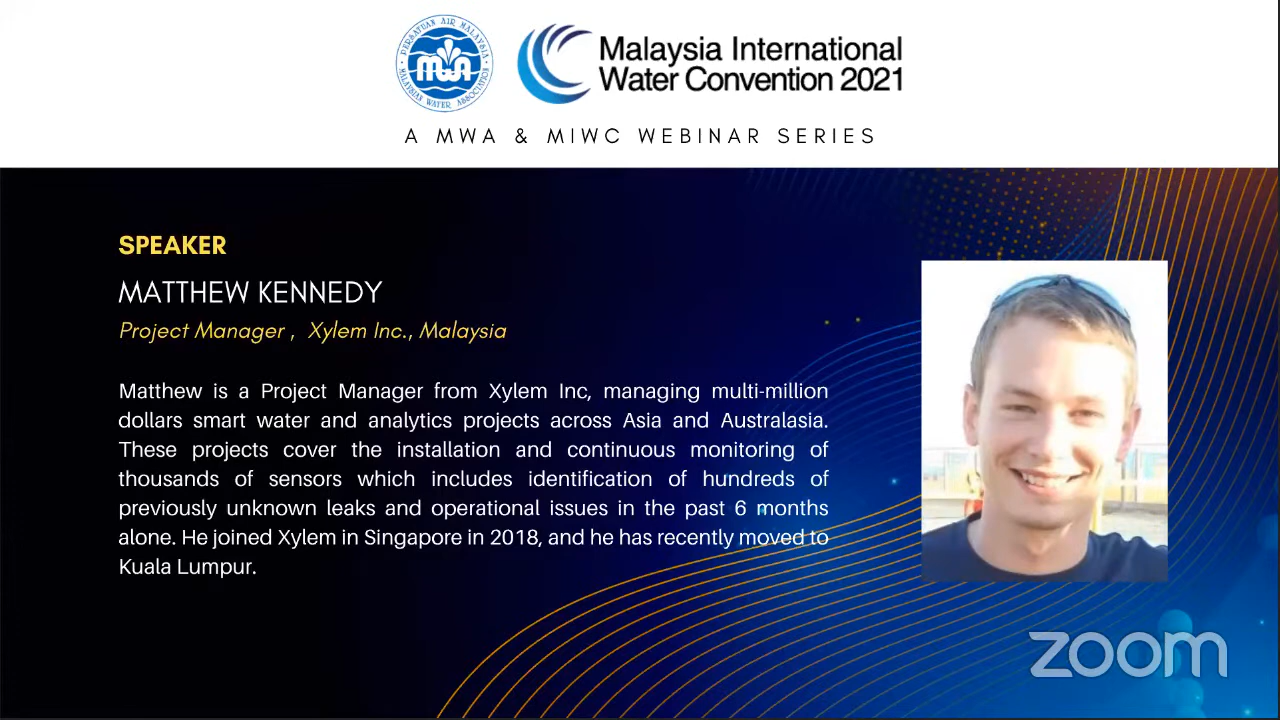 PERSATUAN AIR MALAYSIA
MWA
MALAYSIAN WATER ASSOCIATION
Malaysia International
Water Convention 2021
A MWA & MIWC WEBINAR SERIES
SPEAKER
MATTHEW KENNEDY
Project Manager , Xylem Inc., Malaysia
Matthew is a Project Manager from Xylem Inc, managing multi-million
dollars smart water and analytics projects across Asia and Australasia.
These projects cover the installation and continuous monitoring of
thousands of sensors which includes identification of hundreds of
previously unknown leaks and operational issues in the past 6 months
alone. He joined Xylem in Singapore in 2018, and he has recently moved to
Kuala Lumpur.
zoom